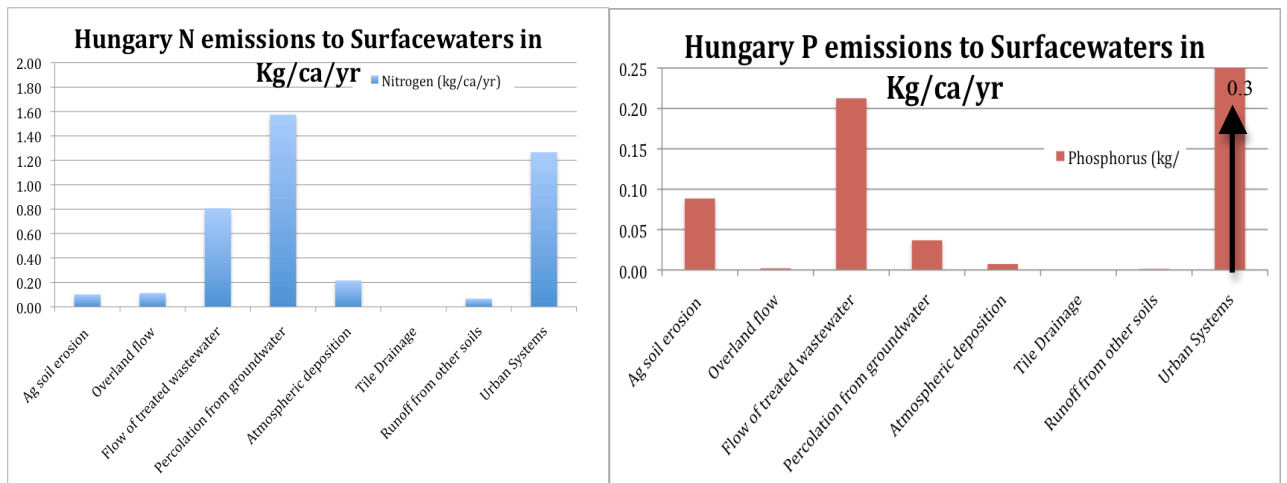 Hungary N emissions to Surfacewaters in
Kg/ca/yr
Nitrogen (kg/ca/yr)
2.00
1.80
1.60
1.40
1.20
1.00
0.80
0.60
0.40
0.20
0.00
Ag soil erosion
Overland flow
Flow of treated wastewater
Percolation from groundwater
Atmospheric deposition
Tile Drainage
Runoff from other soils
Urban Systems
Hungary P emissions to Surfacewaters in
Kg/ca/yr
0.3
Phosphorus (kg/
0.25
0.20
0.15
0.10
0.05
0.00
Ag soil erosion
Overland flow
Flow of treated wastewater
Percolation from groundwater
Atmospheric deposition
Tile Drainage
Runoff from other soils
Urban Systems